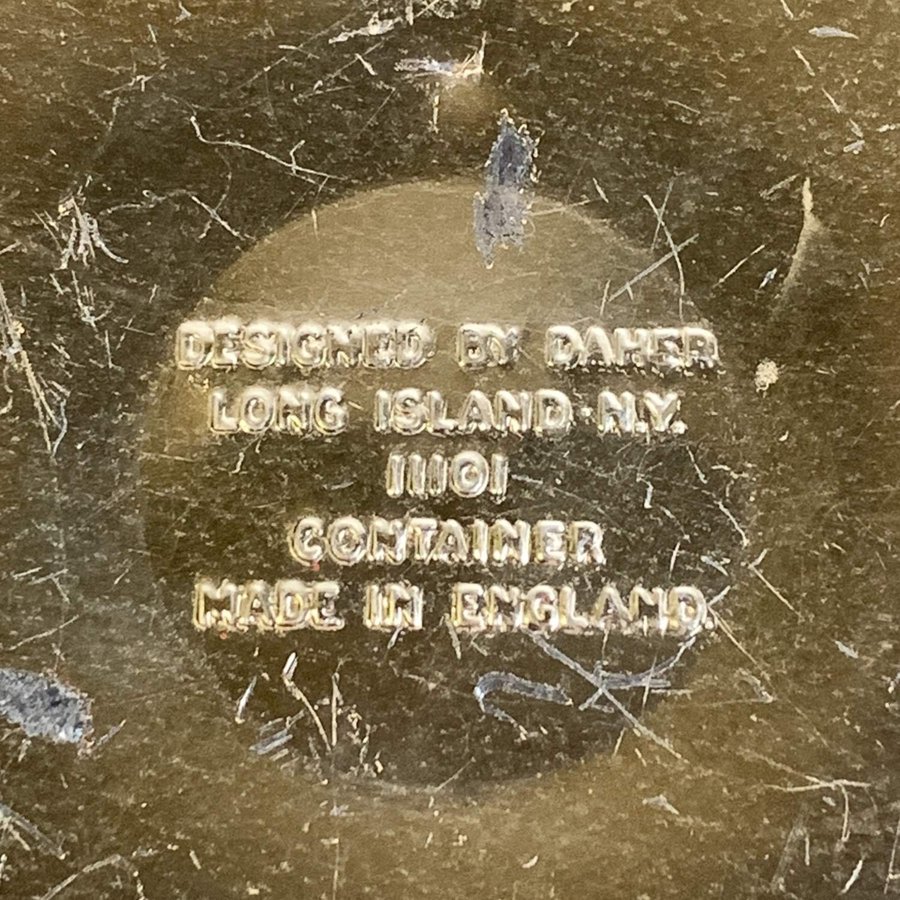 DESIGNED BY DAHER
LONG ISLAND N.Y.
11101
CONTAINER
MADE IN ENGLAND.